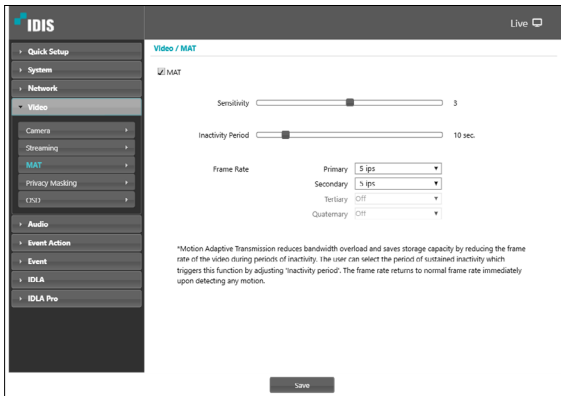 IDIS
Live
Quick Setup
System
Network
Video
Camera
Streaming
MAT
Privacy Masking
OSD
Audio
Event Action
Event
IDLA
IDLA Pro
Video / MAT
MAT
Sensitivity 3
Inactivity Period 10 sec.
Frame Rate Primary 5 ips
Secondary 5 ips
Tertiary Off
Quaternary Off
*Motion Adaptive Transmission reduces bandwidth overload and saves storage capacity by reducing the frame
rate of the video during periods of inactivity. The user can select the period of sustained inactivity which
triggers this function by adjusting 'Inactivity period'. The frame rate returns to normal frame rate immediately
upon detecting any motion.
Save